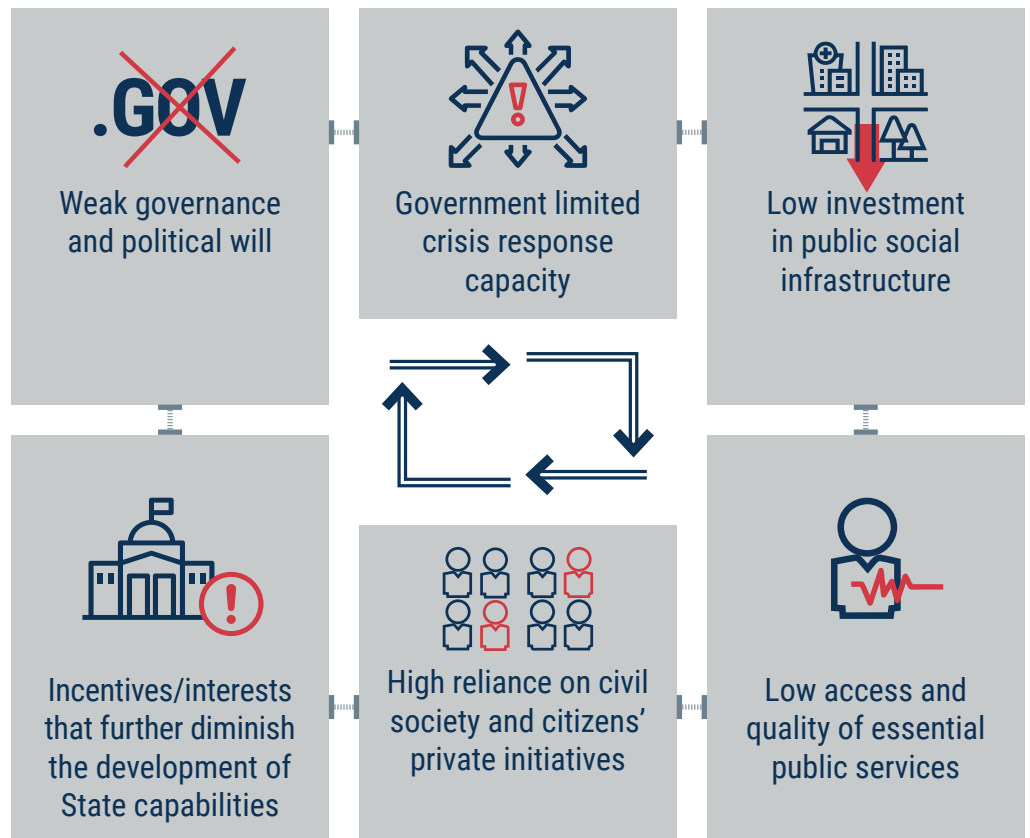 .GOV
Weak governance
and political will
Government limited
crisis response
capacity
Low investment
in public social
infrastructure
Incentives/interests
that further diminish
the development of
State capabilities
High reliance on civil
society and citizens’
private initiatives
Low access and
quality of essential
public services